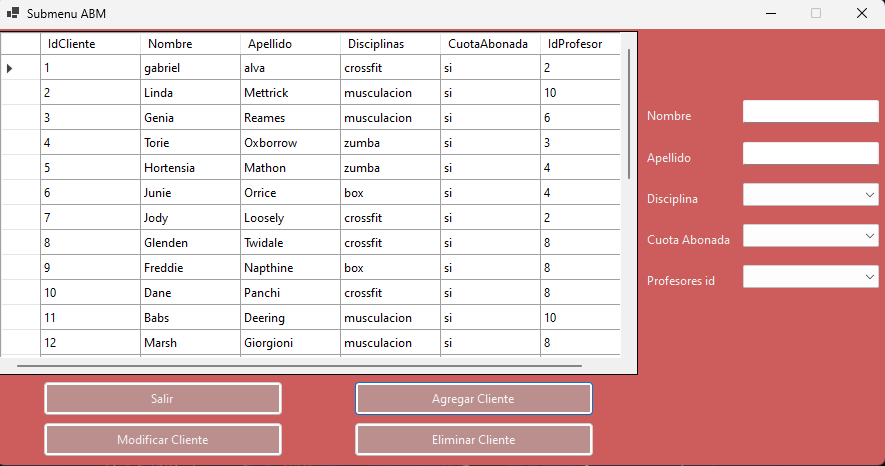 Submenu ABM
IdCliente Nombre Apellido Disciplinas CuotaAbonada IdProfesor
1 gabriel alva crossfit si 2
2 Linda Mettrick musculacion si 10
3 Genia Reames musculacion si 6
4 Torie Oxborrow zumba si 3
5 Hortensia Mathon zumba si 4
6 Junie Orrice box si 4
7 Jody Loosely crossfit si 2
8 Glenden Twidale crossfit si 8
9 Freddie Napthine box si 8
10 Dane Panchi crossfit si 8
11 Babs Deering musculacion si 10
12 Marsh Giorgioni musculacion si 8
Nombre
Apellido
Disciplina
Cuota Abonada
Profesores id
Salir Agregar Cliente
Modificar Cliente Eliminar Cliente